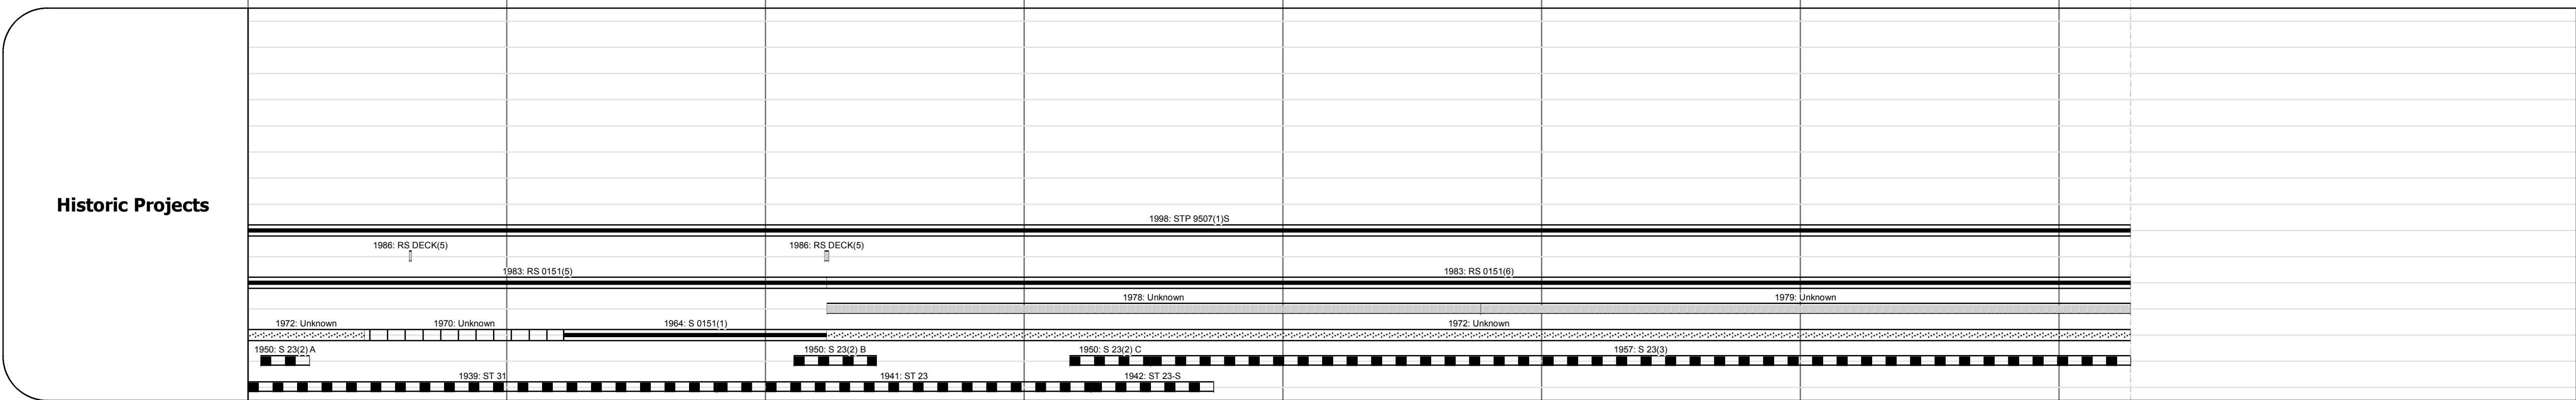 Historic Projects
1998: STP 9507(1)S
1986: RS DECK(5) 1986: RS DECK(5)
1983: RS 0151(5) 1983: RS 0151(6)
1978: Unknown 1979: Unknown
1972: Unknown 1970: Unknown 1964: S 0151(1) 1972: Unknown
1950: S 23(2) A 1950: S 23(2) B 1950: S 23(2) C 1957: S 23(3)
1939: ST 31 1941: ST 23 1942: ST 23-S